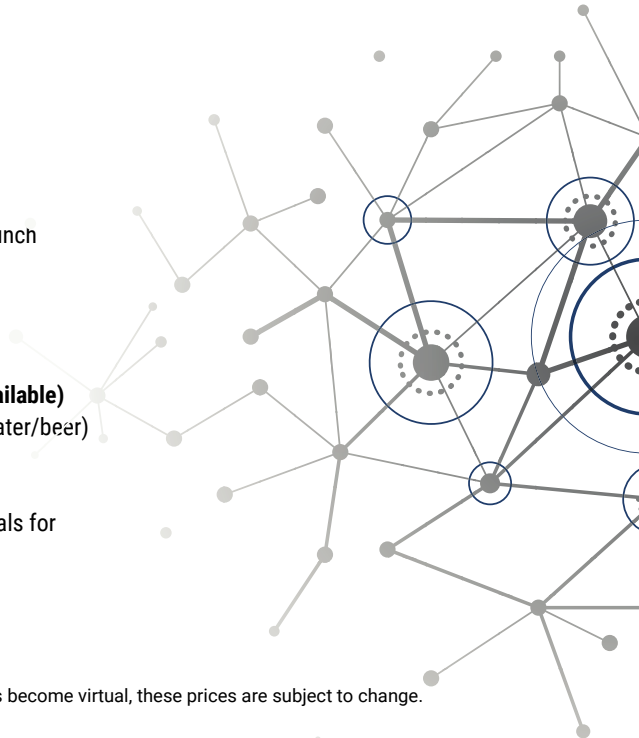 unch
ailable)
ater/beer)
als for
s become virtual, these prices are subject to change.